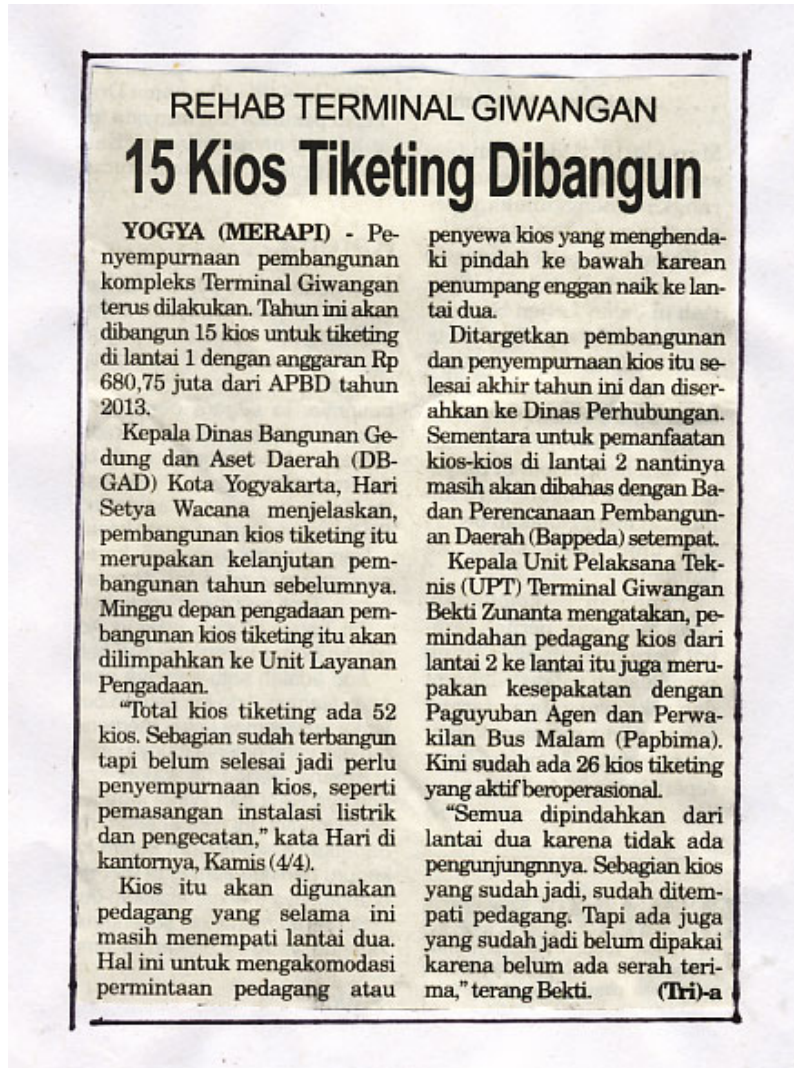 REHAB TERMINAL GIWANGAN
15 Kios Tiketing Dibangun
YOGYA (MERAPI) - Pe-
nyempurnaan pembangunan
kompleks Terminal Giwangan
terus dilakukan. Tahun ini akan
dibangun 15 kios untuk tiketing
di lantai 1 dengan anggaran Rp
680,75 juta dari APBD tahun
2013.
Kepala Dinas Bangunan Ge-
dung dan Aset Daerah (DB-
GAD) Kota Yogyakarta, Hari
Setya Wacana menjelaskan,
pembangunan kios tiketing itu
merupakan kelanjutan pem-
bangunan tahun sebelumnya.
Minggu depan pengadaan pem-
bangunan kios tiketing itu akan
dilimpahkan ke Unit Layanan
Pengadaan.
“Total kios tiketing ada 52
kios. Sebagian sudah terbangun
tapi belum selesai jadi perlu
penyempurnaan kios, seperti
pemasangan instalasi listrik
dan pengecatan,” kata Hari di
kantornya, Kamis (4/4).
Kios itu akan digunakan
pedagang yang selama ini
masih menempati lantai dua.
Hal ini untuk mengakomodasi
permintaan pedagang atau
penyewa kios yang menghenda-
ki pindah ke bawah karean
penumpang enggan naik ke lan-
tai dua.
Ditargetkan pembangunan
dan penyempurnaan kios itu se-
lesai akhir tahun ini dan diser-
ahkan ke Dinas Perhubungan.
Sementara untuk pemanfaatan
kios-kios di lantai 2 nantinya
masih akan dibahas dengan Ba-
dan Perencanaan Pembangun-
an Daerah (Bappeda) setempat.
Kepala Unit Pelaksana Tek-
nis (UPT) Terminal Giwangan
Bekti Zunanta mengatakan, pe-
mindahan pedagang kios dari
lantai 2 ke lantai itu juga meru-
pakan kesepakatan dengan
Paguyuban Agen dan Perwa-
kilan Bus Malam (Papbima).
Kini sudah ada 26 kios tiketing
yang aktif beroperasional.
“Semua dipindahkan dari
lantai dua karena tidak ada
pengunjungnnya. Sebagian kios
yang sudah jadi, sudah ditem-
pati pedagang. Tapi ada juga
yang sudah jadi belum dipakai
karena belum ada serah teri-
ma,” terang Bekti. (Tri)-a